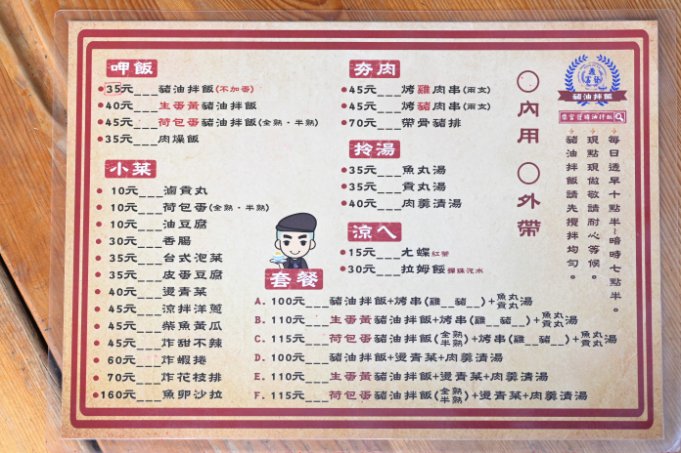 呷飯
35元___豬油拌飯(不加蛋)
40元___生蛋黃豬油拌飯
45元___荷包蛋豬油拌飯(全熟・半熟)
35元___肉燥飯
小菜
10元___滷貢丸
10元___荷包蛋(全熟・半熟)
10元___油豆腐
30元___香腸
35元___台式泡菜
35元___皮蛋豆腐
40元___燙青菜
45元___涼拌洋蔥
45元___柴魚黃瓜
45元___炸甜不辣
60元___炸蝦捲
70元___炸花枝排
160元___魚卵沙拉
夯肉
45元___烤雞肉串(兩支)
45元___烤豬肉串(兩支)
70元___帶骨豬排
拎湯
35元___魚丸湯
35元___貢丸湯
40元___肉羹清湯
涼へ
15元___尢蝶紅茶
30元___拉姆餒彈珠汽水
套餐
A. 100元___豬油拌飯+烤串(雞__豬__)+魚丸貢丸湯
B. 110元___生蛋黃豬油拌飯+烤串(雞__豬__)+魚丸貢丸湯
C. 115元___荷包蛋豬油拌飯(全熟半熟)+烤串(雞__豬__)+魚丸貢丸湯
D. 100元___豬油拌飯+燙青菜+肉羹清湯
E. 110元___生蛋黃豬油拌飯+燙青菜+肉羹清湯
F. 115元___荷包蛋豬油拌飯(全熟半熟)+燙青菜+肉羹清湯
○內用 ○外帶
豬油拌飯
每日透早十點半~暗時七點半。
現點現做敬請耐心等候。
豬油拌飯請先攪拌均勻。